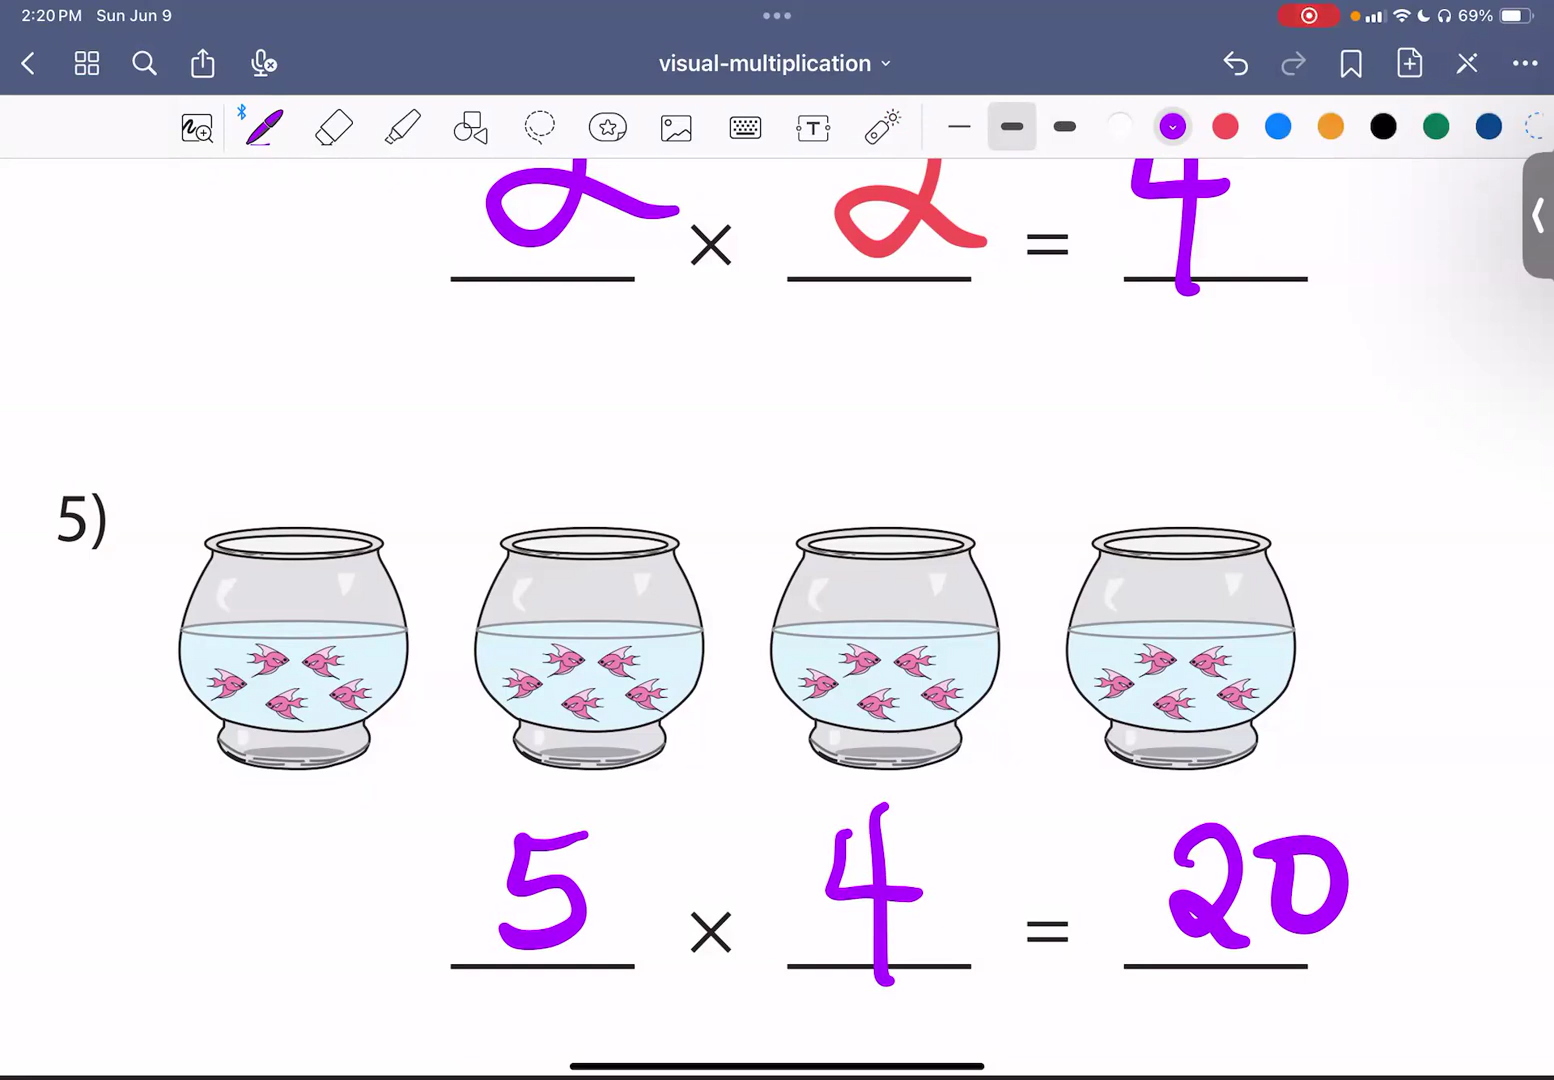 2:20 PM Sun Jun 9 69%
visual-multiplication
T
2 × 2 = 4
5)
5 × 4 = 20